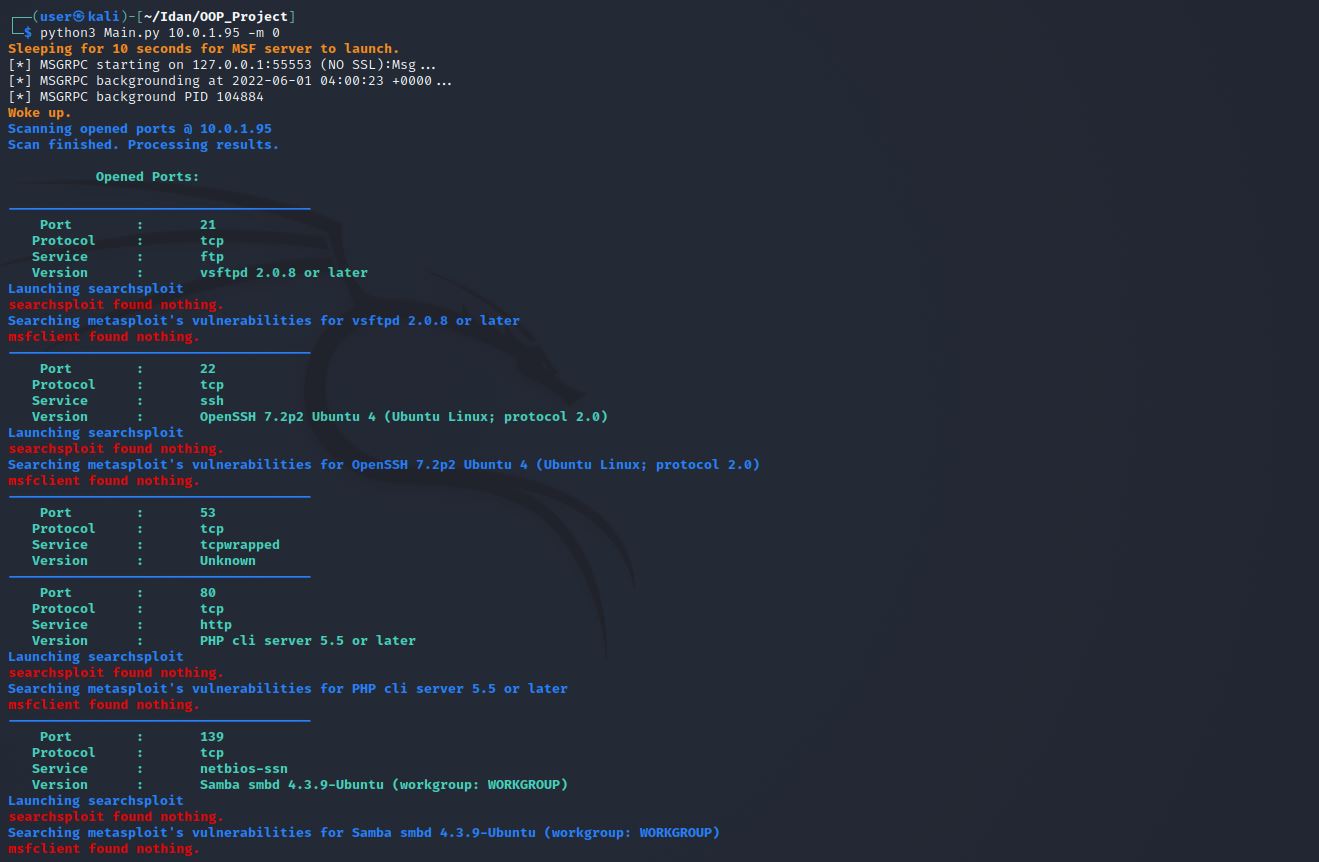 ┌──(user㉿kali)-[~/Idan/OOP_Project]
└─$ python3 Main.py 10.0.1.95 -m 0
Sleeping for 10 seconds for MSF server to launch.
[*] MSGRPC starting on 127.0.0.1:55553 (NO SSL):Msg...
[*] MSGRPC backgrounding at 2022-06-01 04:00:23 +0000...
[*] MSGRPC background PID 104884
Woke up.
Scanning opened ports @ 10.0.1.95
Scan finished. Processing results.
Opened Ports:
Port : 21
Protocol : tcp
Service : ftp
Version : vsftpd 2.0.8 or later
Launching searchsploit
searchsploit found nothing.
Searching metasploit's vulnerabilities for vsftpd 2.0.8 or later
msfclient found nothing.
Port : 22
Protocol : tcp
Service : ssh
Version : OpenSSH 7.2p2 Ubuntu 4 (Ubuntu Linux; protocol 2.0)
Launching searchsploit
searchsploit found nothing.
Searching metasploit's vulnerabilities for OpenSSH 7.2p2 Ubuntu 4 (Ubuntu Linux; protocol 2.0)
msfclient found nothing.
Port : 53
Protocol : tcp
Service : tcpwrapped
Version : Unknown
Port : 80
Protocol : tcp
Service : http
Version : PHP cli server 5.5 or later
Launching searchsploit
searchsploit found nothing.
Searching metasploit's vulnerabilities for PHP cli server 5.5 or later
msfclient found nothing.
Port : 139
Protocol : tcp
Service : netbios-ssn
Version : Samba smbd 4.3.9-Ubuntu (workgroup: WORKGROUP)
Launching searchsploit
searchsploit found nothing.
Searching metasploit's vulnerabilities for Samba smbd 4.3.9-Ubuntu (workgroup: WORKGROUP)
msfclient found nothing.